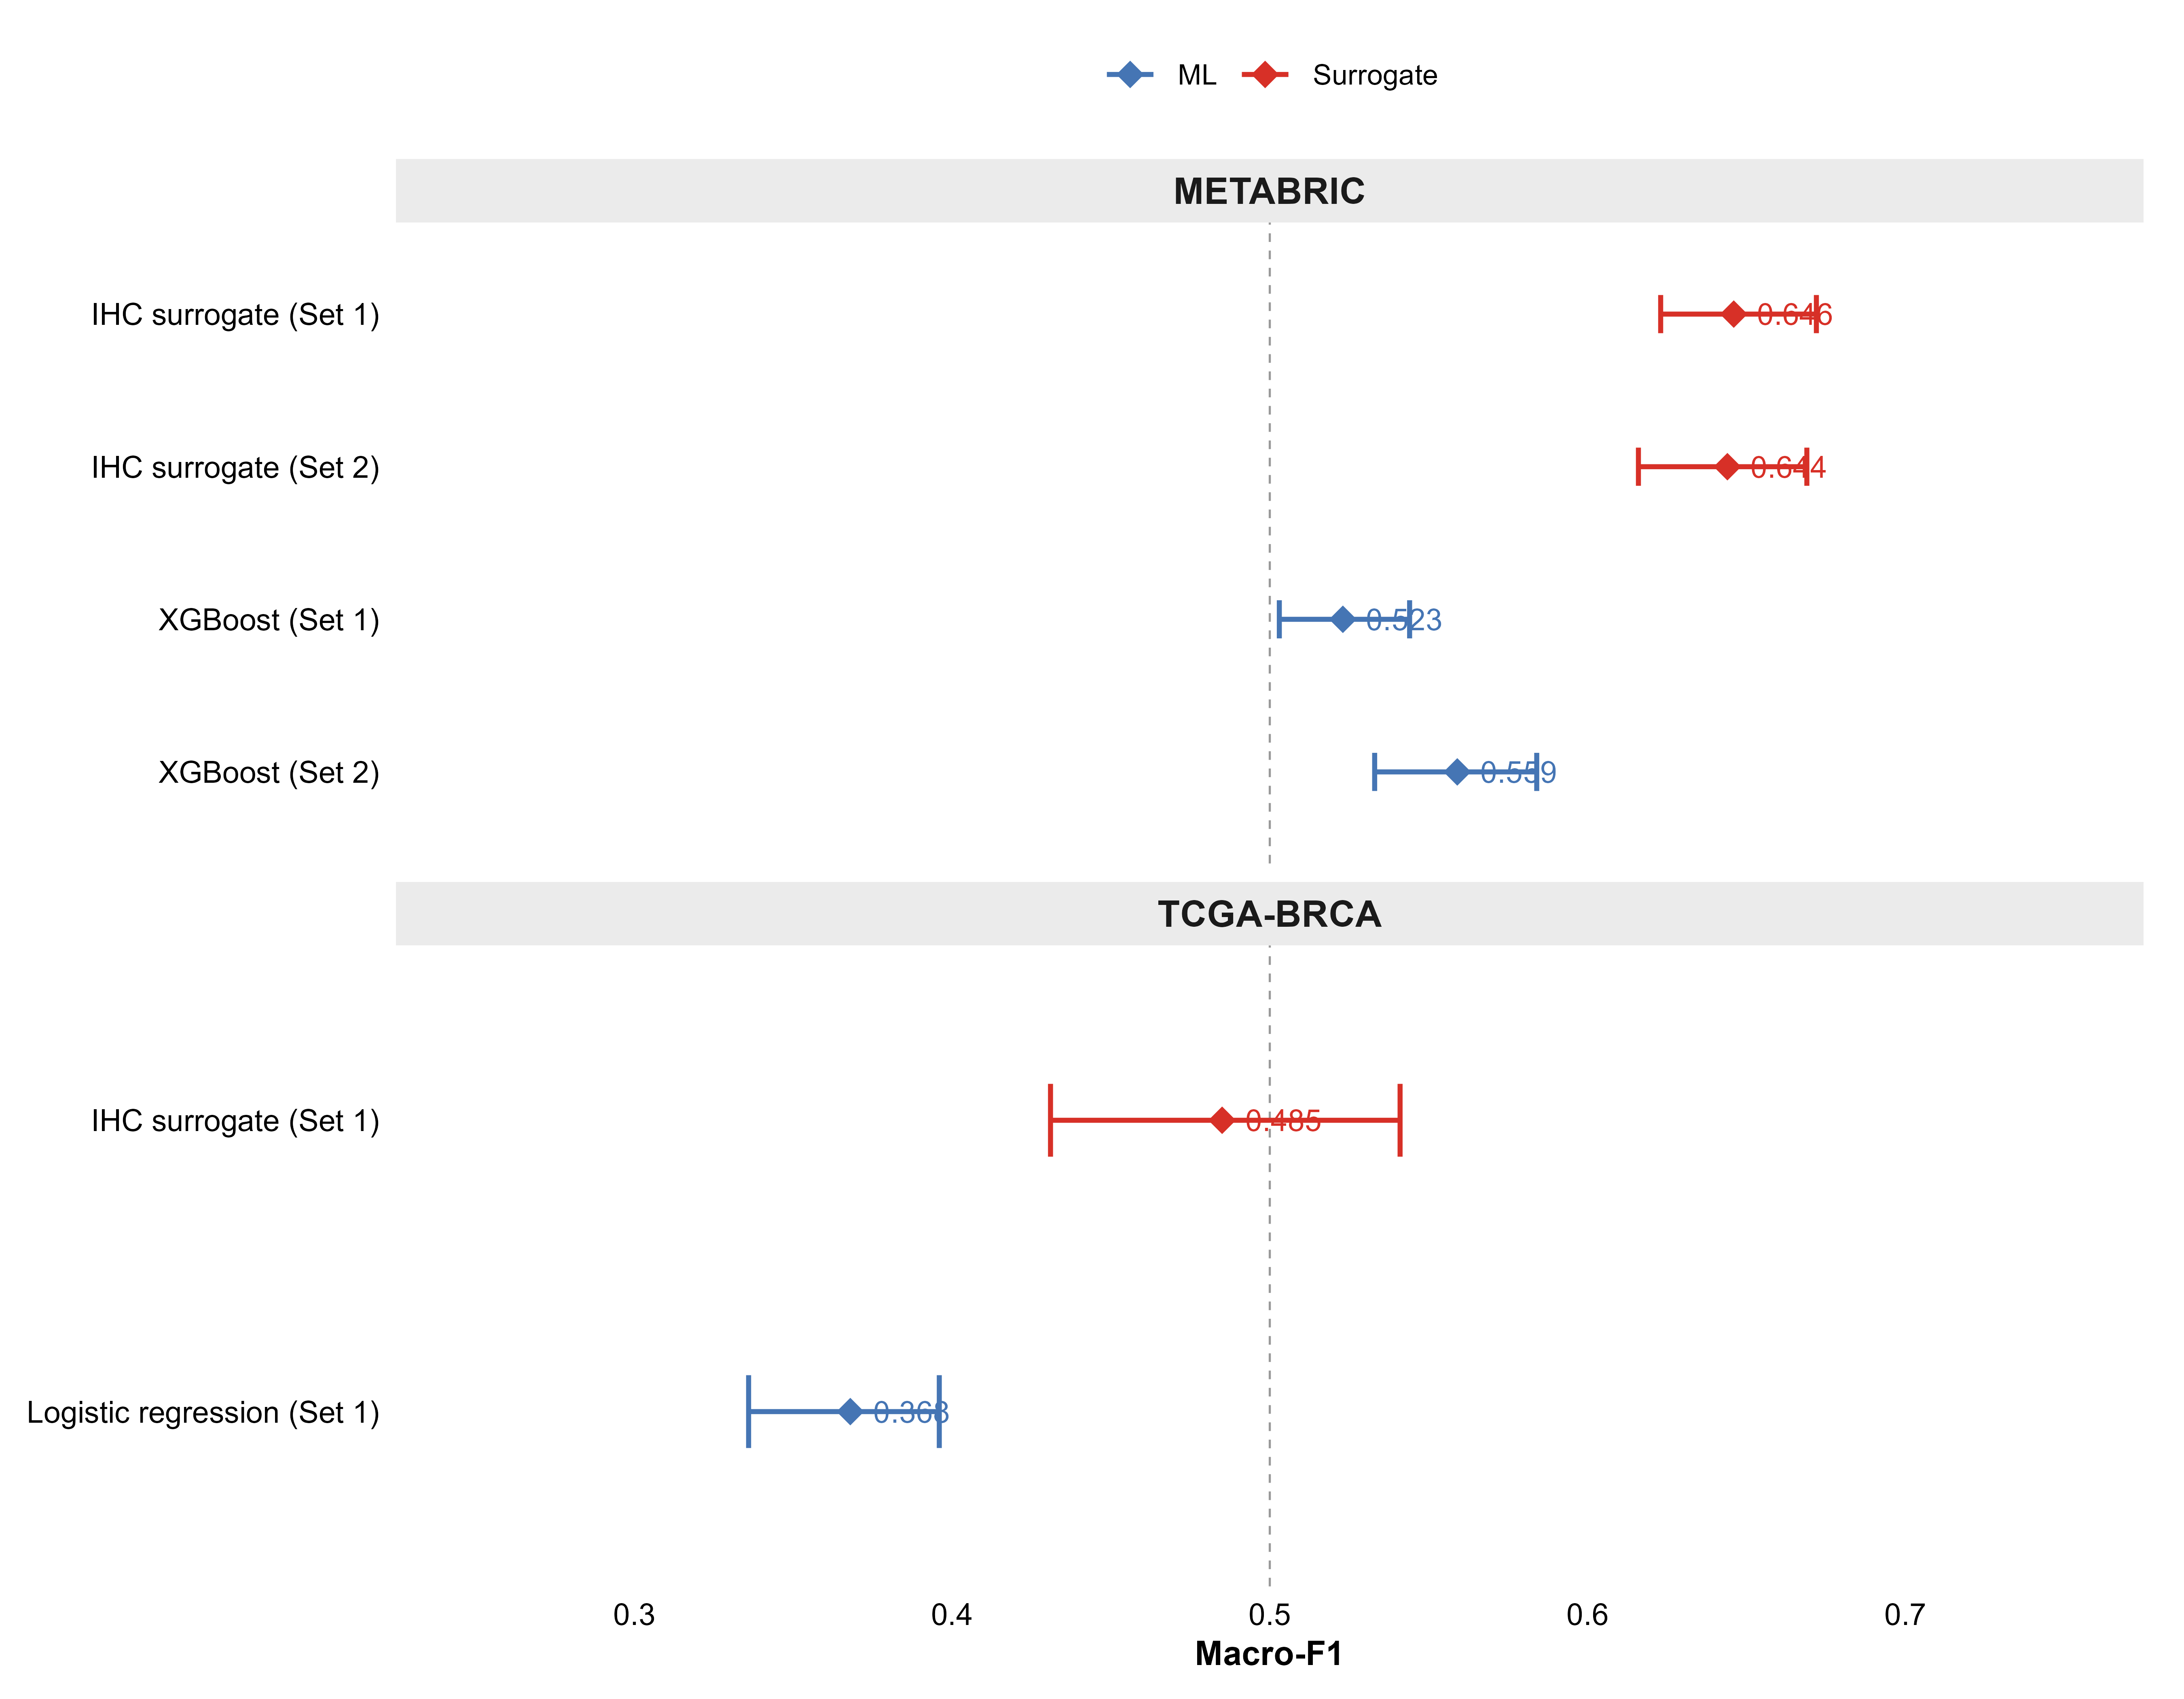 ML Surrogate
METABRIC
IHC surrogate (Set 1) 0.646
IHC surrogate (Set 2) 0.644
XGBoost (Set 1) 0.523
XGBoost (Set 2) 0.559
TCGA-BRCA
IHC surrogate (Set 1) 0.485
Logistic regression (Set 1) 0.368
0.3 0.4 0.5 0.6 0.7
Macro-F1